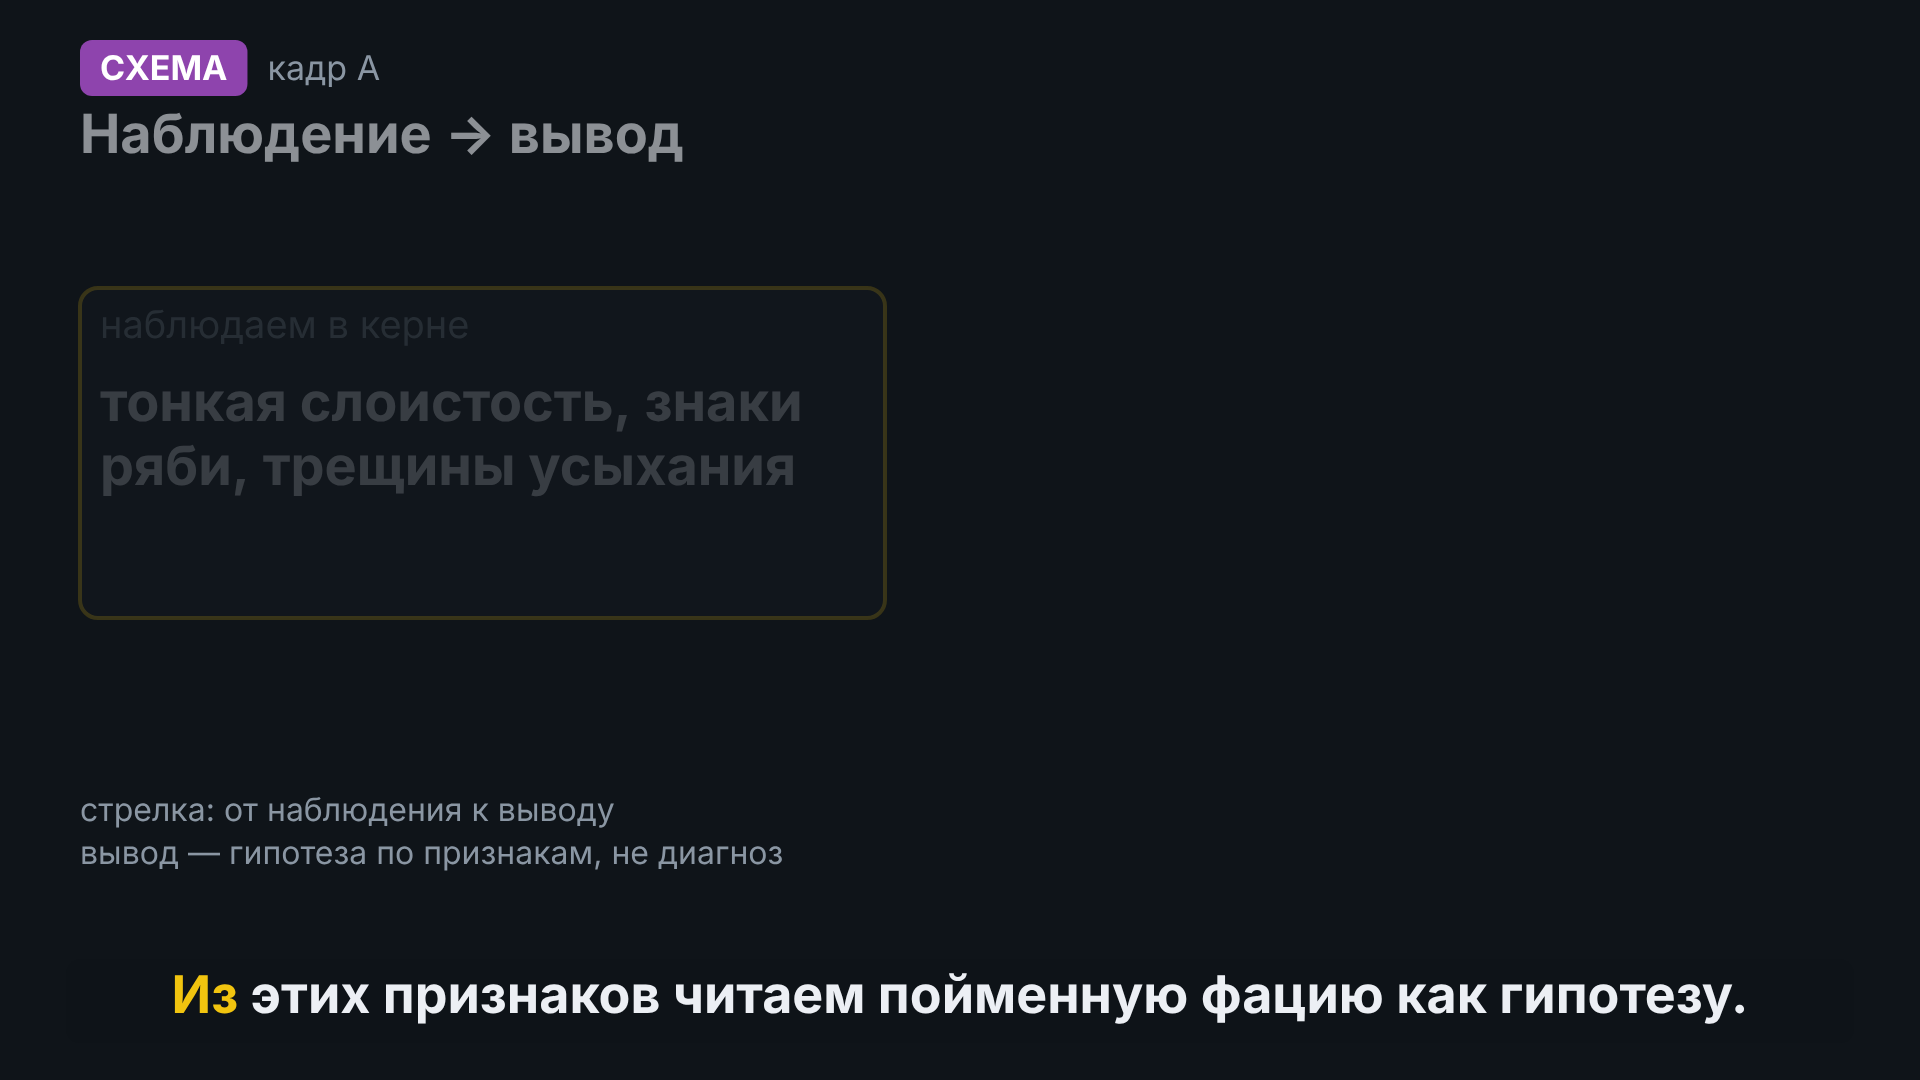 СХЕМА кадр А
Наблюдение → вывод
наблюдаем в керне
тонкая слоистость, знаки
ряби, трещины усыхания
стрелка: от наблюдения к выводу
вывод — гипотеза по признакам, не диагноз
Из этих признаков читаем пойменную фацию как гипотезу.